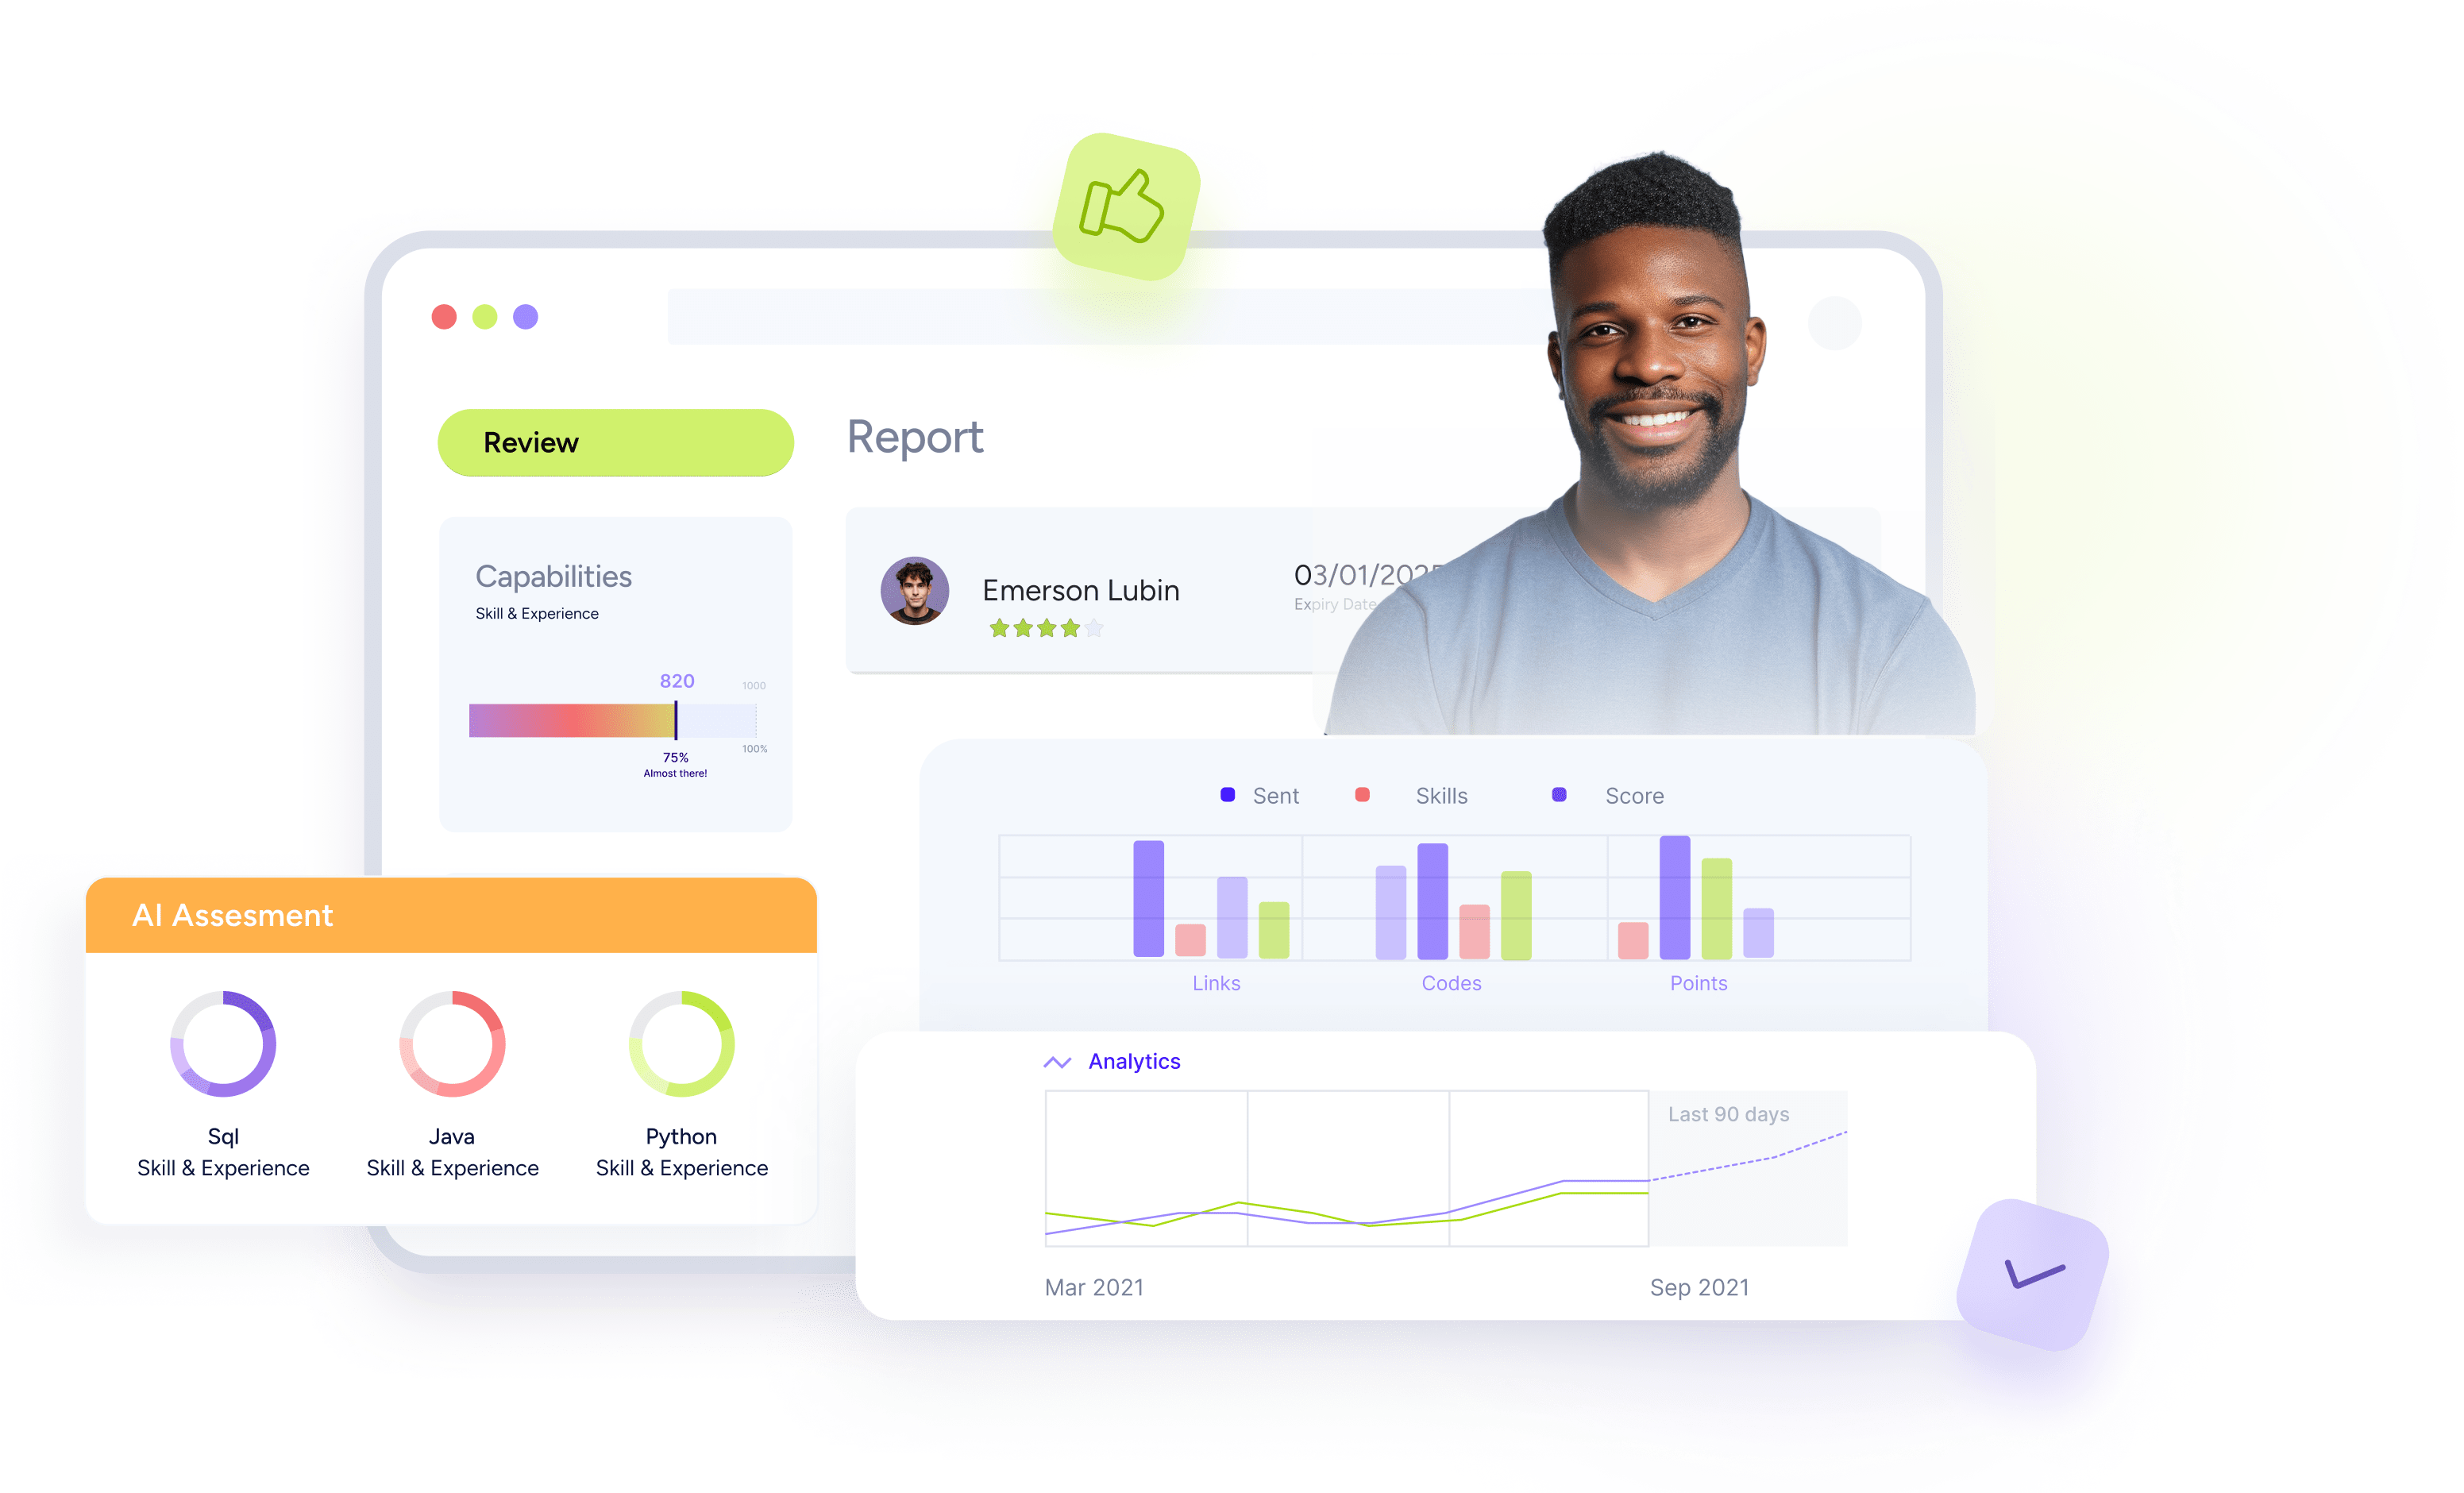 Review
Report
Capabilities
Skill & Experience
Emerson Lubin
03/01/2025
Expiry Date
820
1000
75%
100%
Almost there!
Sent
Skills
Score
Links
Codes
Points
AI Assesment
Sql
Skill & Experience
Java
Skill & Experience
Python
Skill & Experience
Analytics
Last 90 days
Mar 2021
Sep 2021